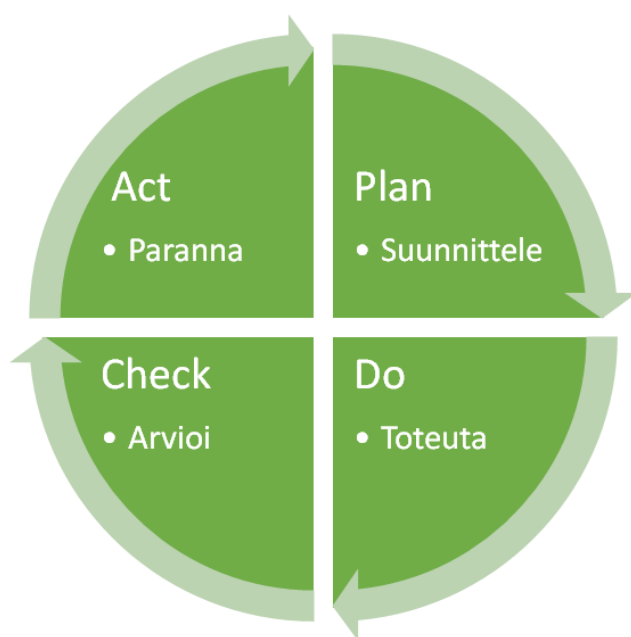 Act
• Paranna
Plan
• Suunnittele
Check
• Arvioi
Do
• Toteuta